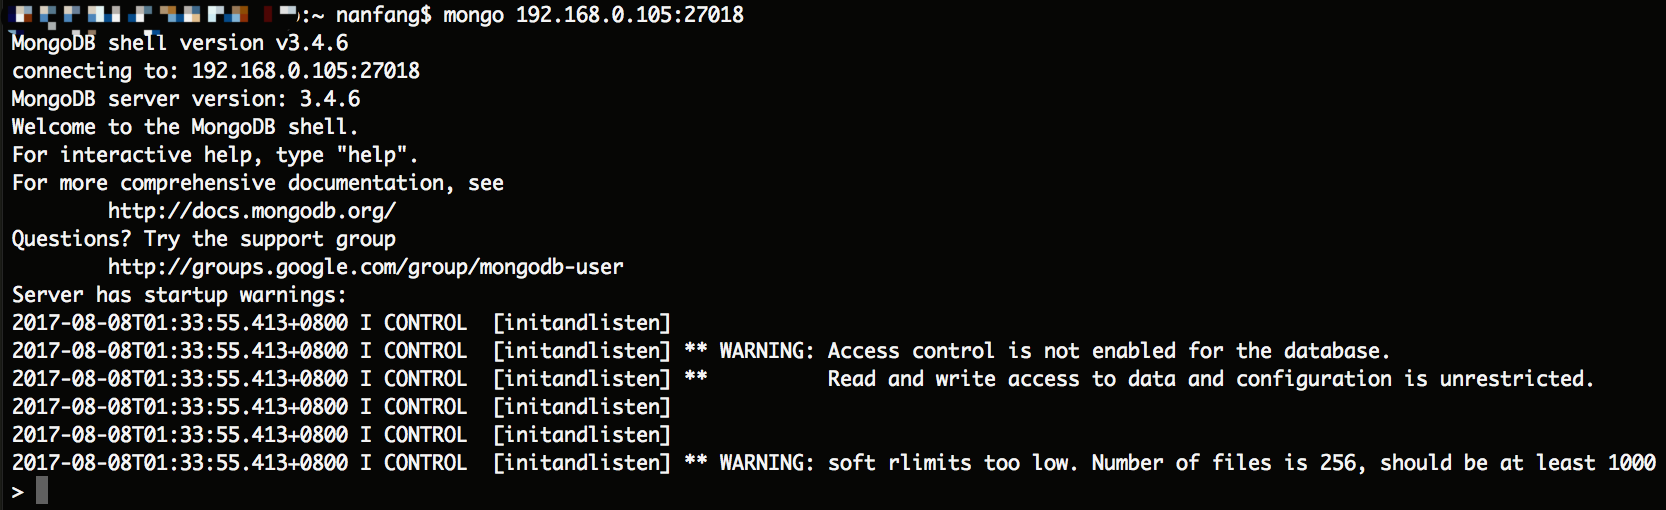 :~ nanfang$ mongo 192.168.0.105:27018
MongoDB shell version v3.4.6
connecting to: 192.168.0.105:27018
MongoDB server version: 3.4.6
Welcome to the MongoDB shell.
For interactive help, type "help".
For more comprehensive documentation, see
        http://docs.mongodb.org/
Questions? Try the support group
        http://groups.google.com/group/mongodb-user
Server has startup warnings:
2017-08-08T01:33:55.413+0800 I CONTROL  [initandlisten]
2017-08-08T01:33:55.413+0800 I CONTROL  [initandlisten] ** WARNING: Access control is not enabled for the database.
2017-08-08T01:33:55.413+0800 I CONTROL  [initandlisten] **          Read and write access to data and configuration is unrestricted.
2017-08-08T01:33:55.413+0800 I CONTROL  [initandlisten]
2017-08-08T01:33:55.413+0800 I CONTROL  [initandlisten]
2017-08-08T01:33:55.413+0800 I CONTROL  [initandlisten] ** WARNING: soft rlimits too low. Number of files is 256, should be at least 1000
>